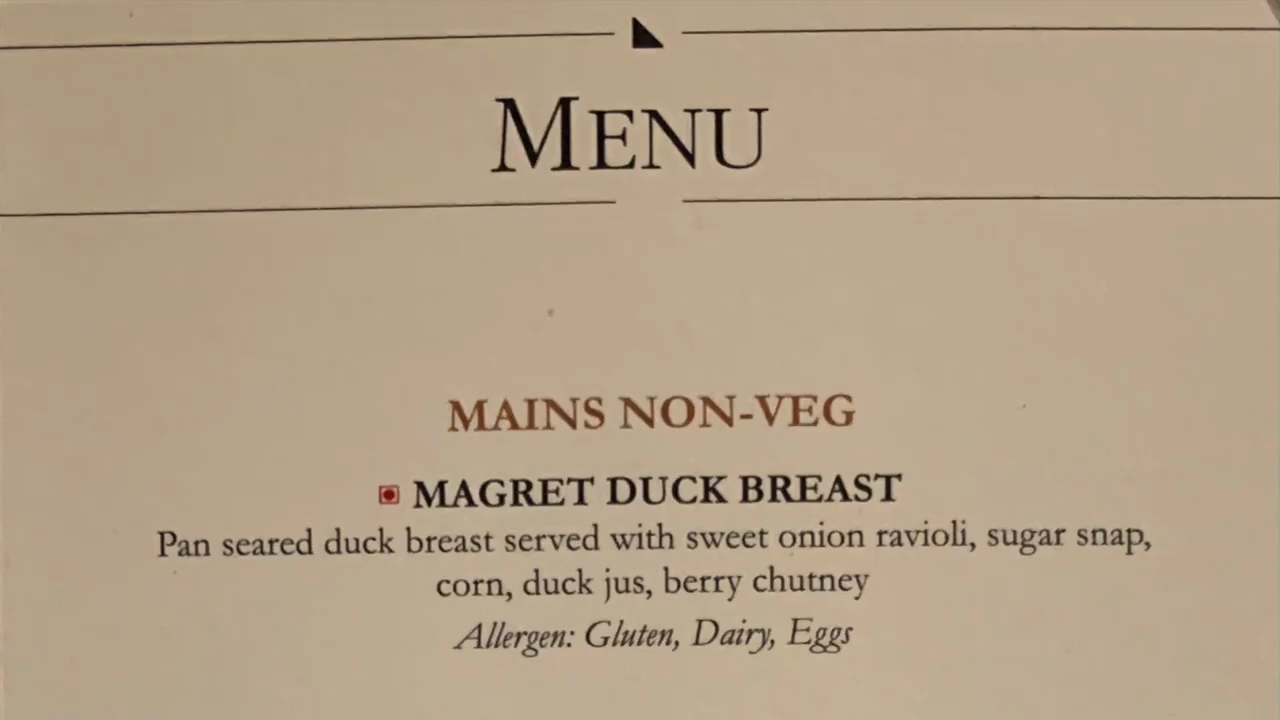 MENU
MAINS NON-VEG
MAGRET DUCK BREAST
Pan seared duck breast served with sweet onion ravioli, sugar snap,
corn, duck jus, berry chutney
Allergen: Gluten, Dairy, Eggs